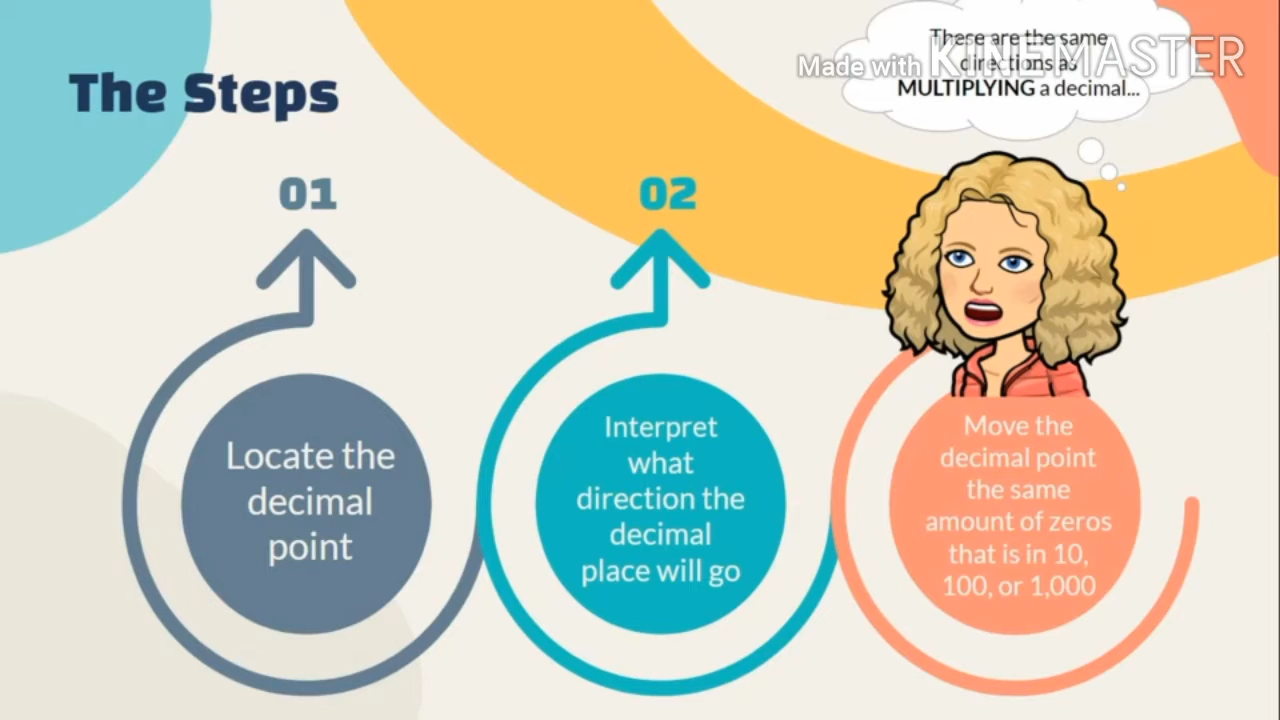 These are the same
directions as
MULTIPLYING a decimal...
Made with KINEMASTER
The Steps
01
02
Locate the
decimal
point
Interpret
what
direction the
decimal
place will go
Move the
decimal point
the same
amount of zeros
that is in 10,
100, or 1,000